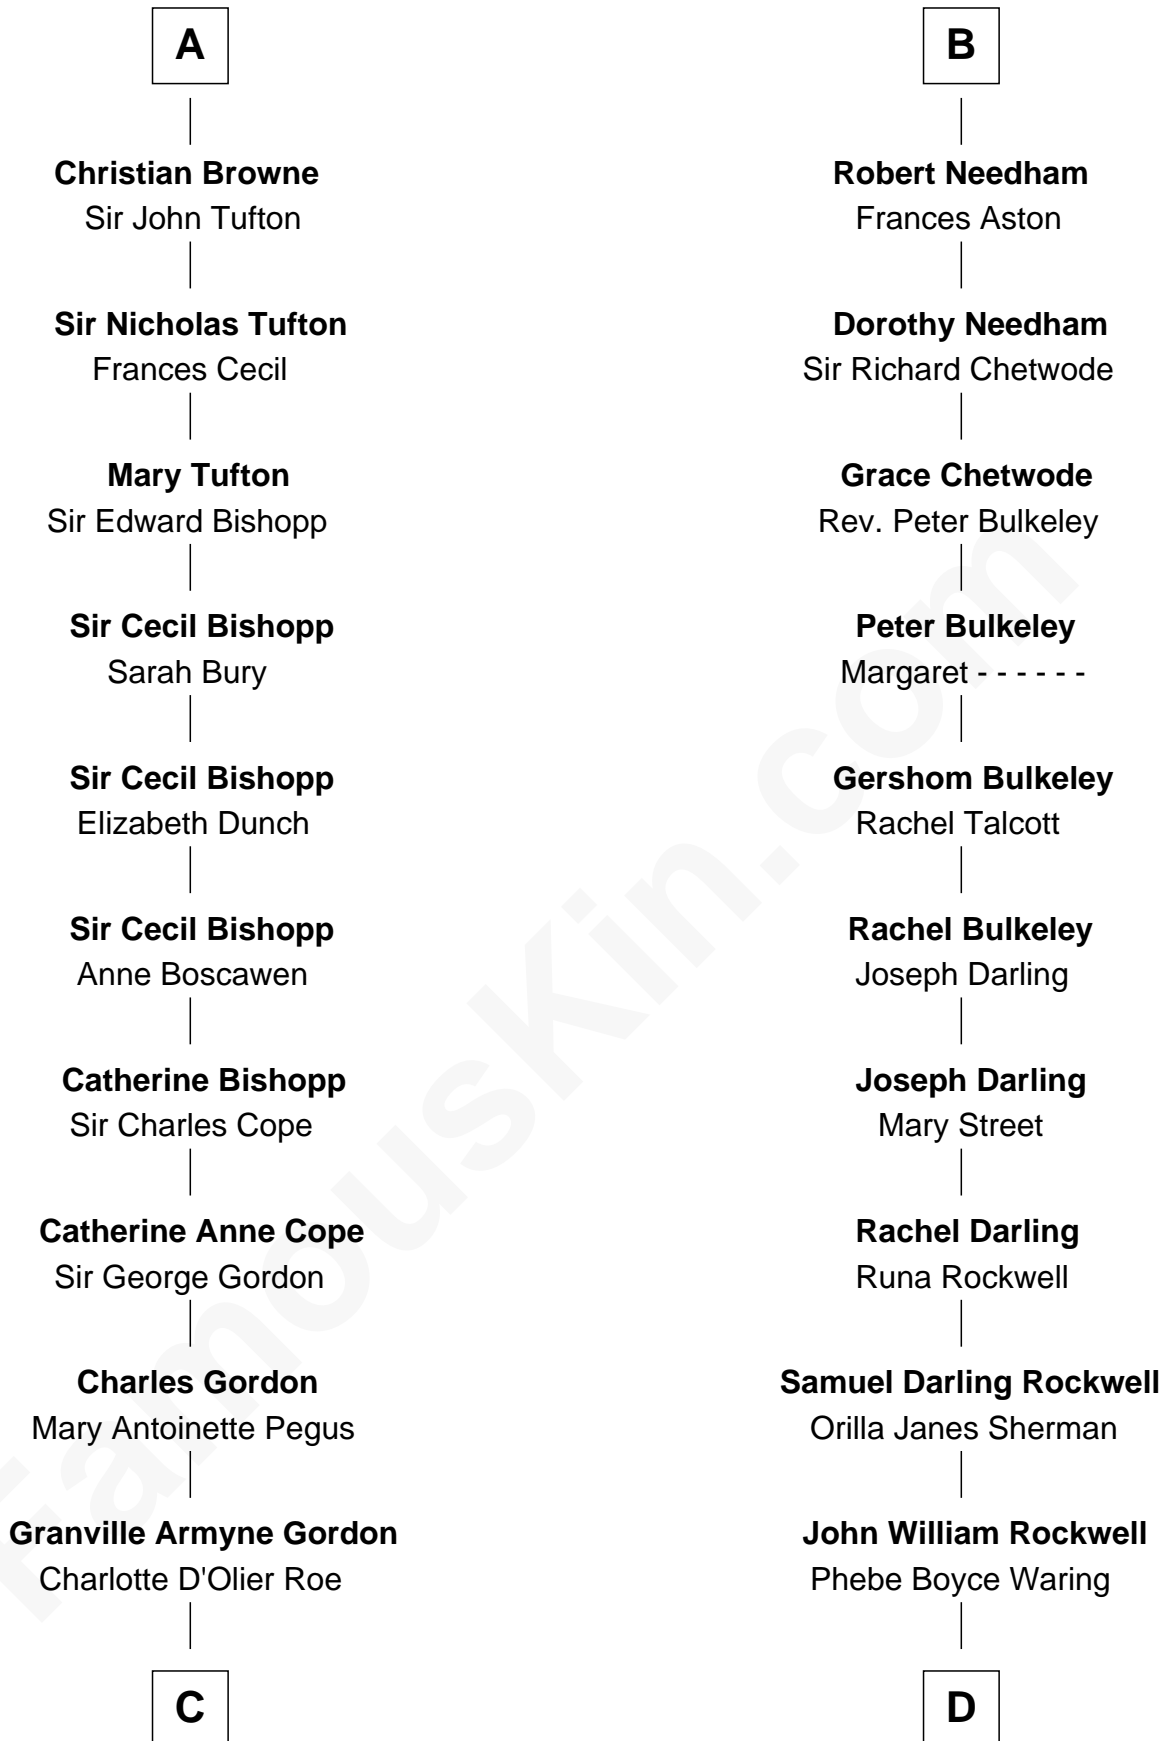 A
Christian Browne
Sir John Tufton
Sir Nicholas Tufton
Frances Cecil
Mary Tufton
Sir Edward Bishopp
Sir Cecil Bishopp
Sarah Bury
Sir Cecil Bishopp
Elizabeth Dunch
Sir Cecil Bishopp
Anne Boscawen
Catherine Bishopp
Sir Charles Cope
Catherine Anne Cope
Sir George Gordon
Charles Gordon
Mary Antoinette Pegus
Granville Armyne Gordon
Charlotte D'Olier Roe
C
B
Robert Needham
Frances Aston
Dorothy Needham
Sir Richard Chetwode
Grace Chetwode
Rev. Peter Bulkeley
Peter Bulkeley
Margaret - - - - - -
Gershom Bulkeley
Rachel Talcott
Rachel Bulkeley
Joseph Darling
Joseph Darling
Mary Street
Rachel Darling
Runa Rockwell
Samuel Darling Rockwell
Orilla Janes Sherman
John William Rockwell
Phebe Boyce Waring
D
FamousKin.com